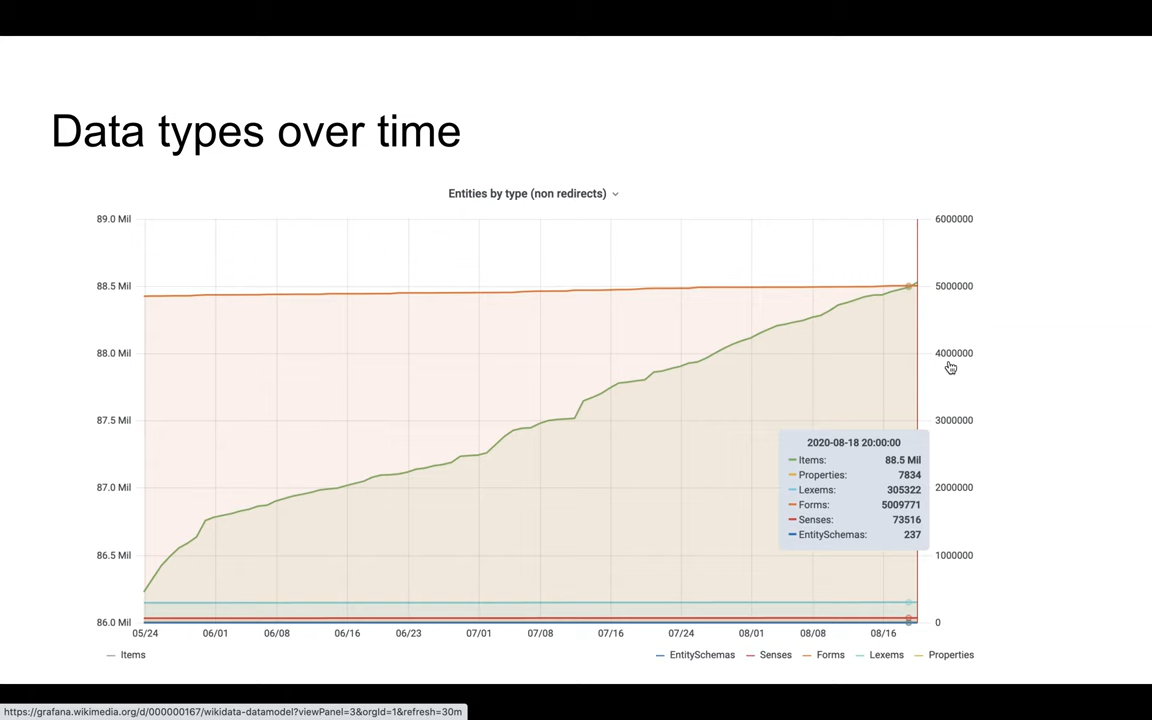 Data types over time
Entities by type (non redirects)
89.0 Mil
88.5 Mil
88.0 Mil
87.5 Mil
87.0 Mil
86.5 Mil
86.0 Mil
6000000
5000000
4000000
3000000
2000000
1000000
0
2020-08-18 20:00:00
Items: 88.5 Mil
Properties: 7834
Lexems: 305322
Forms: 5009771
Senses: 73516
EntitySchemas: 237
05/24 06/01 06/08 06/16 06/23 07/01 07/08 07/16 07/24 08/01 08/08 08/16
Items EntitySchemas Senses Forms Lexems Properties
https://grafana.wikimedia.org/d/000000167/wikidata-datamodel?viewPanel=3&orgId=1&refresh=30m